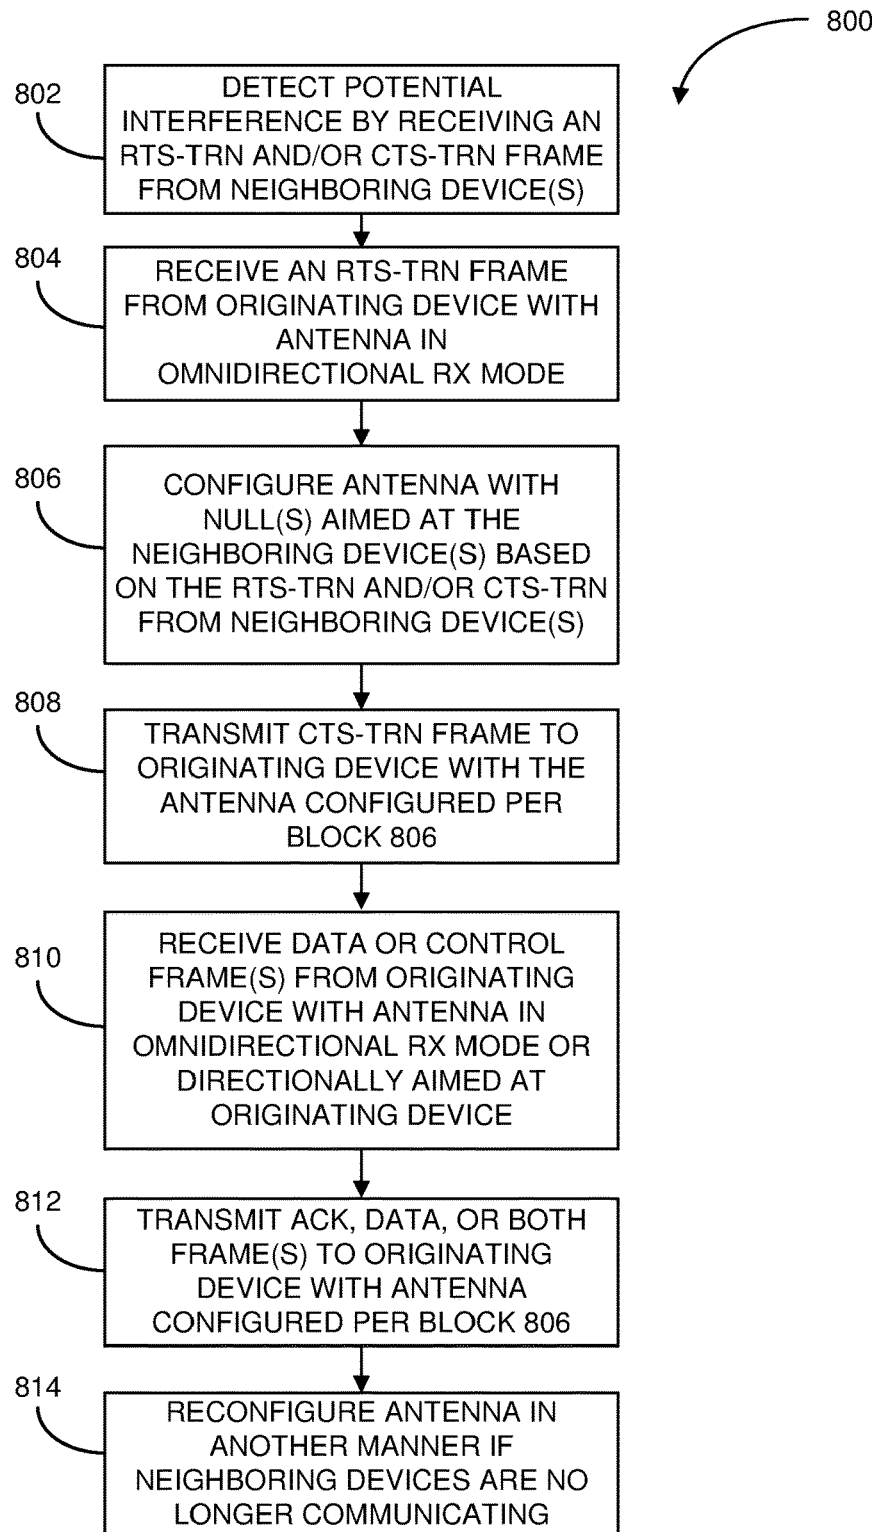 800
802
DETECT POTENTIAL
INTERFERENCE BY RECEIVING AN
RTS-TRN AND/OR CTS-TRN FRAME
FROM NEIGHBORING DEVICE(S)
804
RECEIVE AN RTS-TRN FRAME
FROM ORIGINATING DEVICE WITH
ANTENNA IN
OMNIDIRECTIONAL RX MODE
806
CONFIGURE ANTENNA WITH
NULL(S) AIMED AT THE
NEIGHBORING DEVICE(S) BASED
ON THE RTS-TRN AND/OR CTS-TRN
FROM NEIGHBORING DEVICE(S)
808
TRANSMIT CTS-TRN FRAME TO
ORIGINATING DEVICE WITH THE
ANTENNA CONFIGURED PER
BLOCK 806
810
RECEIVE DATA OR CONTROL
FRAME(S) FROM ORIGINATING
DEVICE WITH ANTENNA IN
OMNIDIRECTIONAL RX MODE OR
DIRECTIONALLY AIMED AT
ORIGINATING DEVICE
812
TRANSMIT ACK, DATA, OR BOTH
FRAME(S) TO ORIGINATING
DEVICE WITH ANTENNA
CONFIGURED PER BLOCK 806
814
RECONFIGURE ANTENNA IN
ANOTHER MANNER IF
NEIGHBORING DEVICES ARE NO
LONGER COMMUNICATING